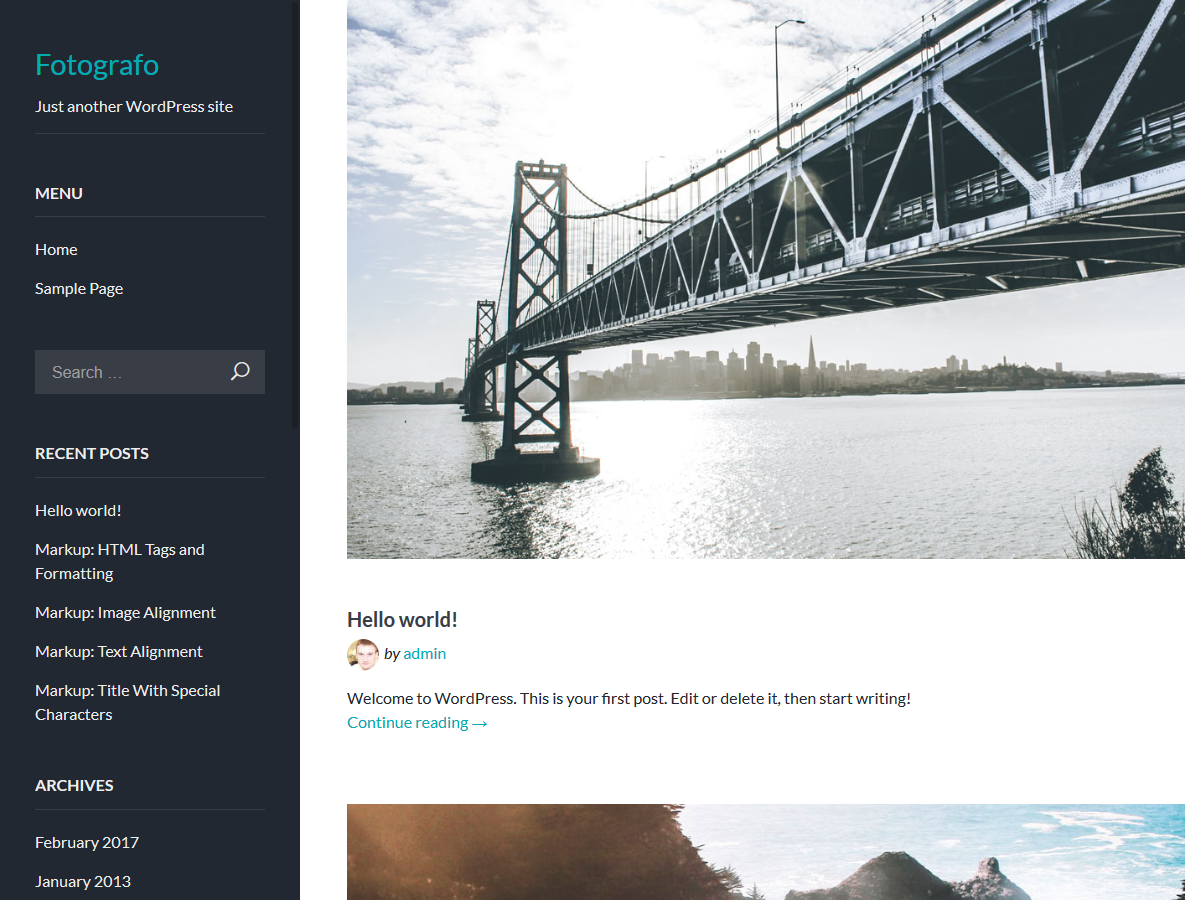 Fotografo
Just another WordPress site
MENU
Home
Sample Page
Search …
RECENT POSTS
Hello world!
Markup: HTML Tags and
Formatting
Markup: Image Alignment
Markup: Text Alignment
Markup: Title With Special
Characters
ARCHIVES
February 2017
January 2013
Hello world!
by admin
Welcome to WordPress. This is your first post. Edit or delete it, then start writing!
Continue reading →